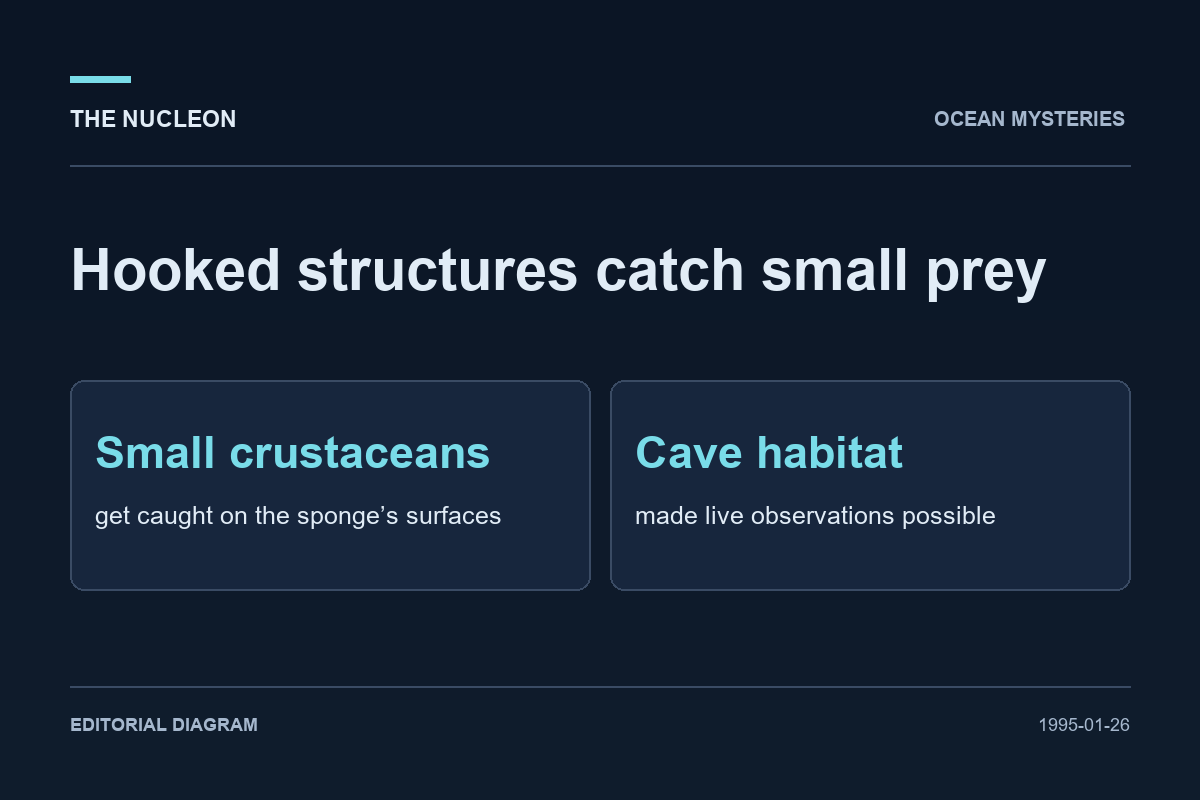 THE NUCLEON
OCEAN MYSTERIES
Hooked structures catch small prey
Small crustaceans
get caught on the sponge’s surfaces
Cave habitat
made live observations possible
EDITORIAL DIAGRAM
1995-01-26